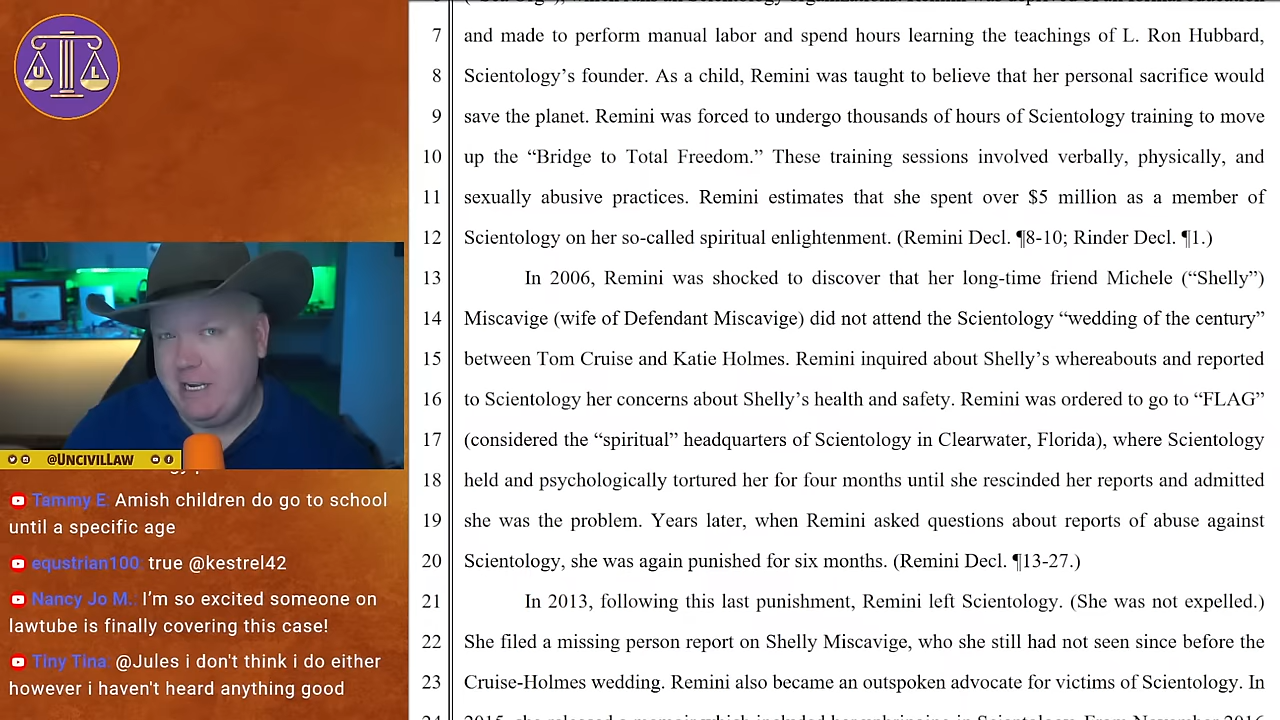 U L
@UNCIVILLAW
Tammy E: Amish children do go to school
until a specific age
equstrian100: true @kestrel42
Nancy Jo M.: I’m so excited someone on
lawtube is finally covering this case!
TIny Tina: @Jules i don't think i do either
however i haven't heard anything good
7 and made to perform manual labor and spend hours learning the teachings of L. Ron Hubbard,
8 Scientology’s founder. As a child, Remini was taught to believe that her personal sacrifice would
9 save the planet. Remini was forced to undergo thousands of hours of Scientology training to move
10 up the “Bridge to Total Freedom.” These training sessions involved verbally, physically, and
11 sexually abusive practices. Remini estimates that she spent over $5 million as a member of
12 Scientology on her so-called spiritual enlightenment. (Remini Decl. ¶8-10; Rinder Decl. ¶1.)
13 In 2006, Remini was shocked to discover that her long-time friend Michele (“Shelly”)
14 Miscavige (wife of Defendant Miscavige) did not attend the Scientology “wedding of the century”
15 between Tom Cruise and Katie Holmes. Remini inquired about Shelly’s whereabouts and reported
16 to Scientology her concerns about Shelly’s health and safety. Remini was ordered to go to “FLAG”
17 (considered the “spiritual” headquarters of Scientology in Clearwater, Florida), where Scientology
18 held and psychologically tortured her for four months until she rescinded her reports and admitted
19 she was the problem. Years later, when Remini asked questions about reports of abuse against
20 Scientology, she was again punished for six months. (Remini Decl. ¶13-27.)
21 In 2013, following this last punishment, Remini left Scientology. (She was not expelled.)
22 She filed a missing person report on Shelly Miscavige, who she still had not seen since before the
23 Cruise-Holmes wedding. Remini also became an outspoken advocate for victims of Scientology. In